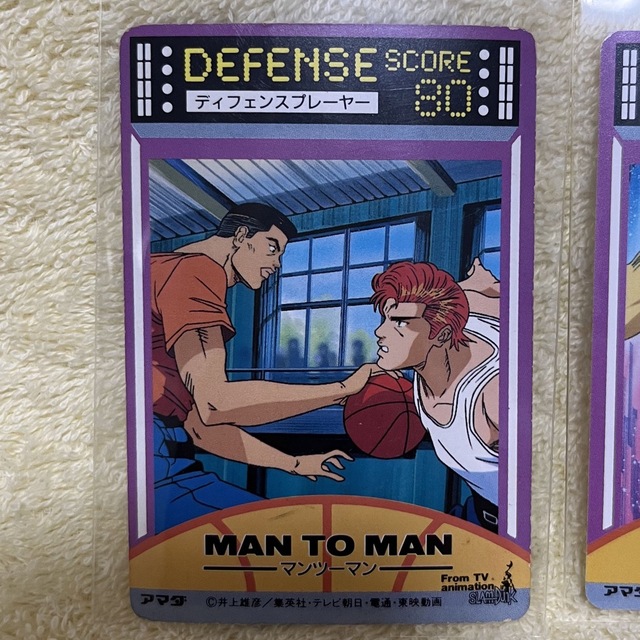 DEFENSE SCORE 80
ディフェンスプレーヤー
MAN TO MAN
マンツーマン
From TV animation SLAM DUNK
アマダ ©井上雄彦/集英社・テレビ朝日・電通・東映動画